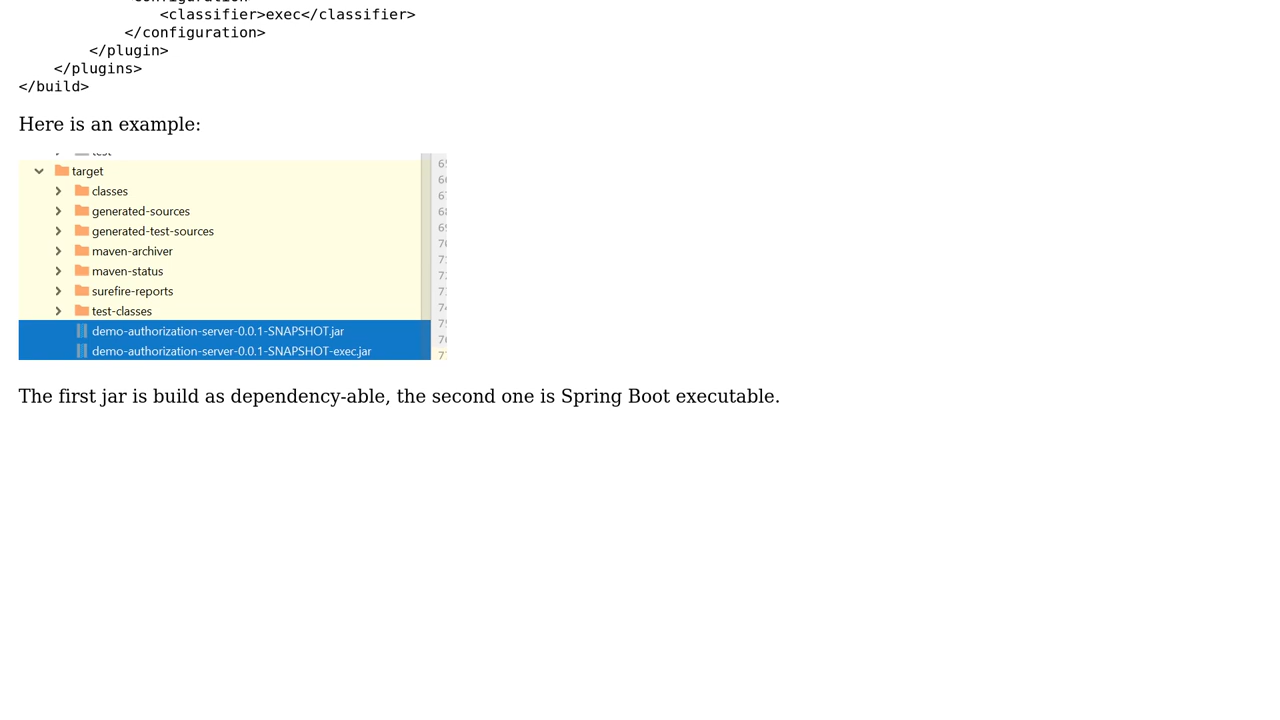 <classifier>exec</classifier>
</configuration>
</plugin>
</plugins>
</build>
Here is an example:
target
classes
generated-sources
generated-test-sources
maven-archiver
maven-status
surefire-reports
test-classes
demo-authorization-server-0.0.1-SNAPSHOT.jar
demo-authorization-server-0.0.1-SNAPSHOT-exec.jar
The first jar is build as dependency-able, the second one is Spring Boot executable.